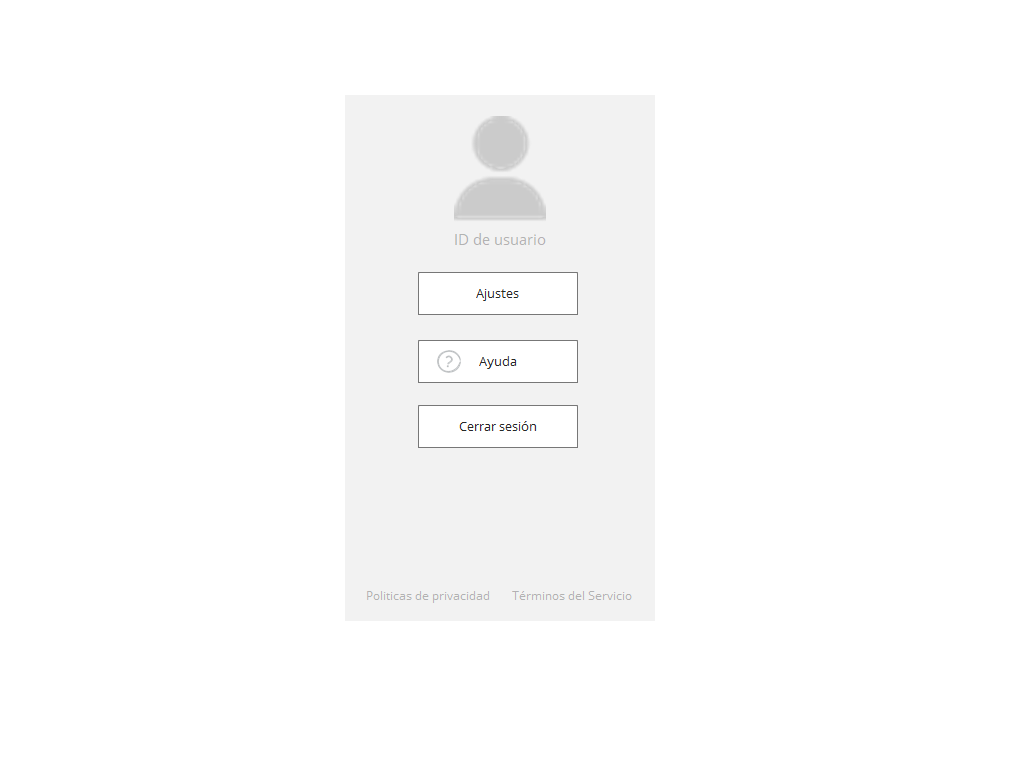 ID de usuario
Ajustes
? Ayuda
Cerrar sesión
Politicas de privacidad Términos del Servicio